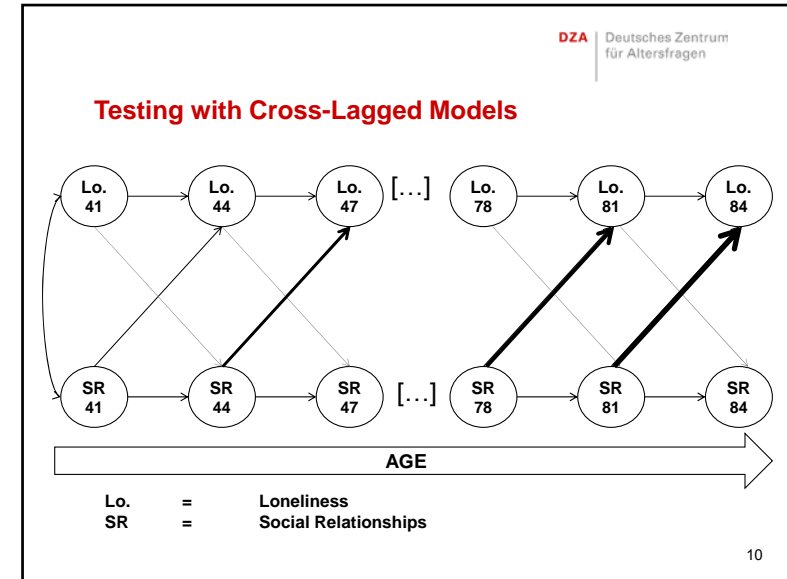 DZA Deutsches Zentrum
für Altersfragen
Testing with Cross-Lagged Models
Lo. Lo. Lo. [...] Lo. Lo. Lo.
41 44 47 78 81 84
SR SR SR [...] SR SR SR
41 44 47 78 81 84
AGE
Lo. = Loneliness
SR = Social Relationships
10